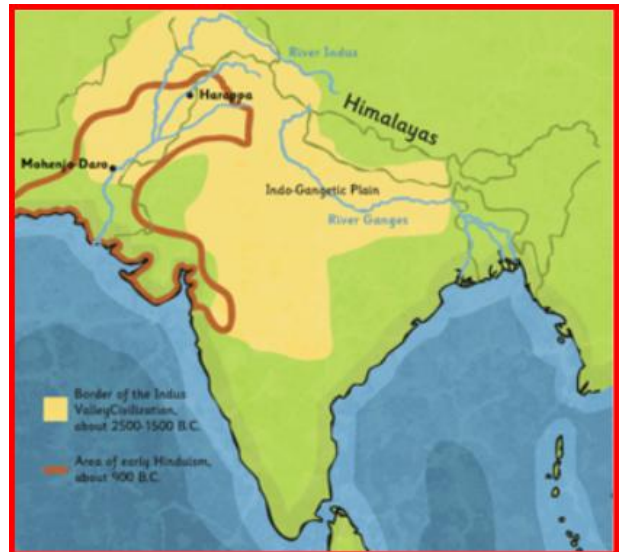 River Indus
Harappa
Himalayas
Mohenjo-Daro
Indo-Gangetic Plain
River Ganges
Border of the Indus
ValleyCivilization,
about 2500-1500 B.C.
Area of early Hinduism,
about 900 B.C.